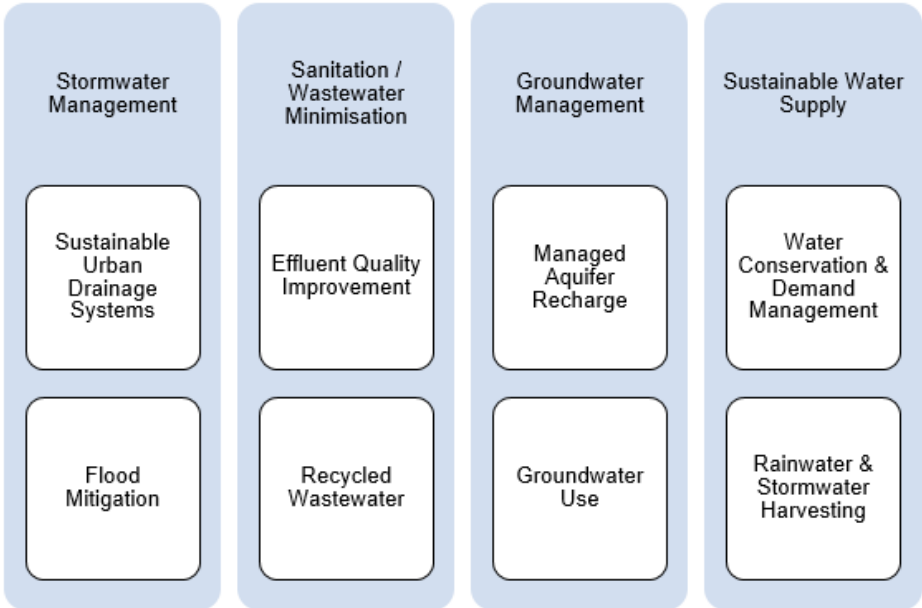 Stormwater
Management
Sustainable
Urban
Drainage
Systems
Flood
Mitigation
Sanitation /
Wastewater
Minimisation
Effluent Quality
Improvement
Recycled
Wastewater
Groundwater
Management
Managed
Aquifer
Recharge
Groundwater
Use
Sustainable Water
Supply
Water
Conservation &
Demand
Management
Rainwater &
Stormwater
Harvesting